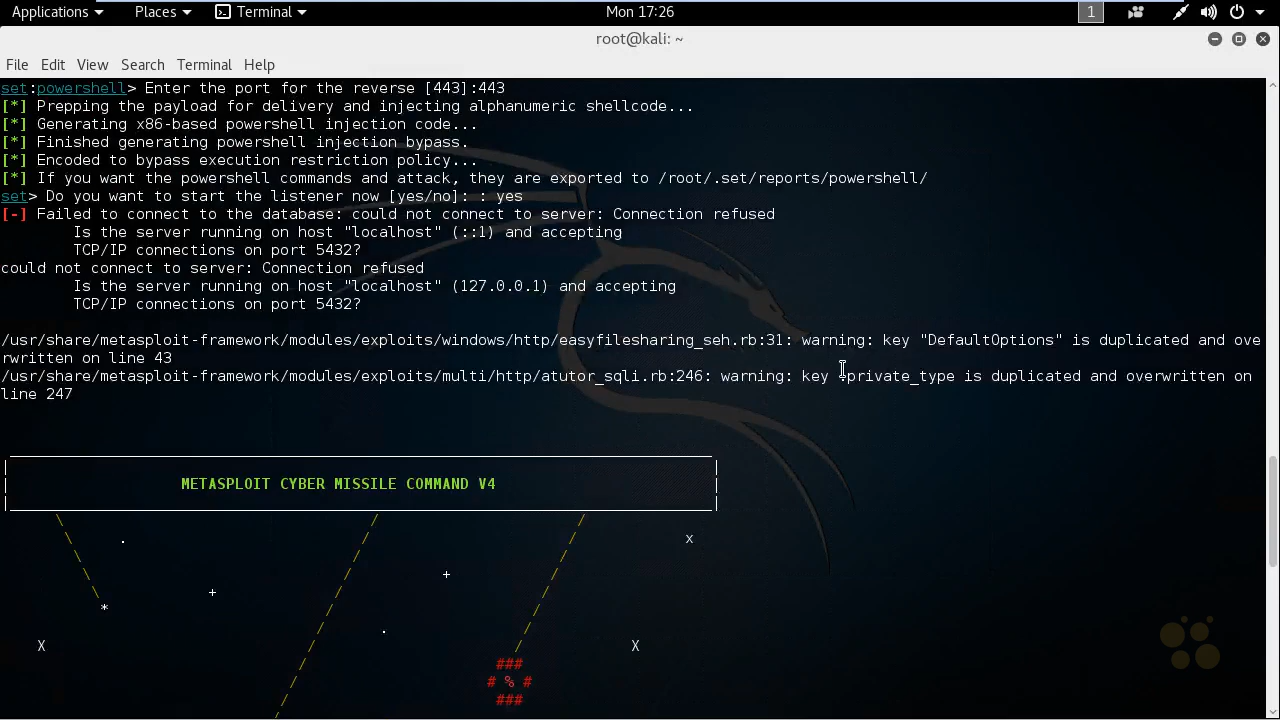 Applications Places Terminal Mon 17:26 1
root@kali: ~
File Edit View Search Terminal Help
set:powershell> Enter the port for the reverse [443]:443
[*] Prepping the payload for delivery and injecting alphanumeric shellcode...
[*] Generating x86-based powershell injection code...
[*] Finished generating powershell injection bypass.
[*] Encoded to bypass execution restriction policy...
[*] If you want the powershell commands and attack, they are exported to /root/.set/reports/powershell/
set> Do you want to start the listener now [yes/no]: : yes
[-] Failed to connect to the database: could not connect to server: Connection refused
Is the server running on host "localhost" (::1) and accepting
TCP/IP connections on port 5432?
could not connect to server: Connection refused
Is the server running on host "localhost" (127.0.0.1) and accepting
TCP/IP connections on port 5432?
/usr/share/metasploit-framework/modules/exploits/windows/http/easyfilesharing_seh.rb:31: warning: key "DefaultOptions" is duplicated and ove
rwritten on line 43
/usr/share/metasploit-framework/modules/exploits/multi/http/atutor_sqli.rb:246: warning: key :private_type is duplicated and overwritten on
line 247
METASPLOIT CYBER MISSILE COMMAND V4
\ / /
\ . / / x
\ / /
\ / + /
\ + / /
* / /
/ . /
X / / X
/ ###
/ # % #
/ ###
/